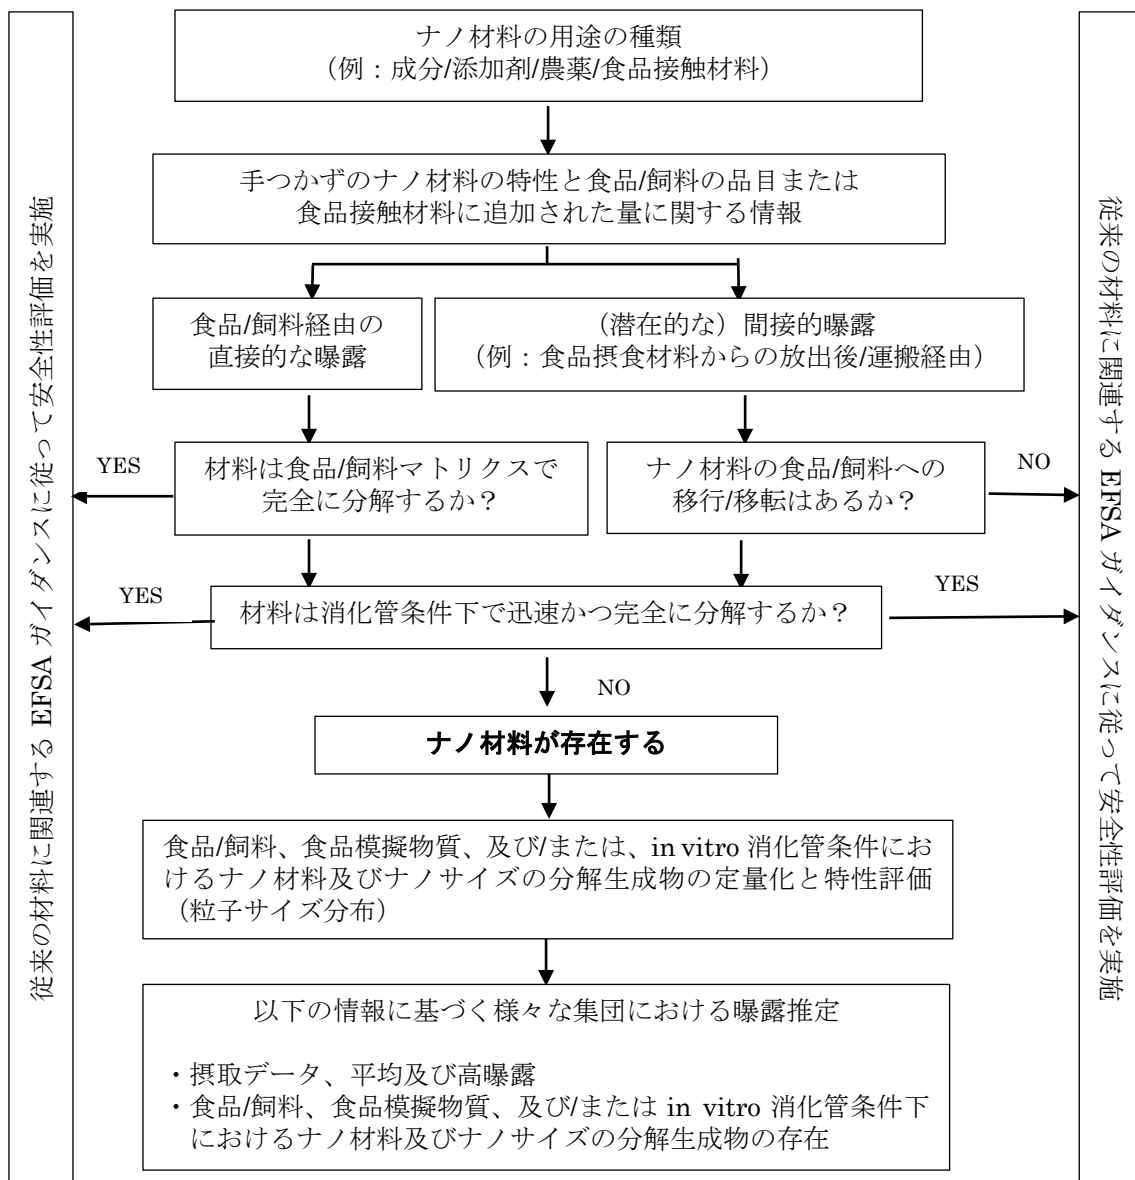 ナノ材料の用途の種類
（例：成分/添加剤/農薬/食品接触材料）
手つかずのナノ材料の特性と食品/飼料の品目または
食品接触材料に追加された量に関する情報
食品/飼料経由の
直接的な曝露
（潜在的な）間接的曝露
（例：食品摂食材料からの放出後/運搬経由）
YES
材料は食品/飼料マトリクスで
完全に分解するか？
ナノ材料の食品/飼料への
移行/移転はあるか？
NO
YES
材料は消化管条件下で迅速かつ完全に分解するか？
YES
NO
ナノ材料が存在する
食品/飼料、食品模擬物質、及び/または、in vitro 消化管条件にお
けるナノ材料及びナノサイズの分解生成物の定量化と特性評価
（粒子サイズ分布）
以下の情報に基づく様々な集団における曝露推定
・摂取データ、平均及び高曝露
・食品/飼料、食品模擬物質、及び/または in vitro 消化管条件下
におけるナノ材料及びナノサイズの分解生成物の存在
従来の材料に関連する EFSA ガイダンスに従って安全性評価を実施
従来の材料に関連する EFSA ガイダンスに従って安全性評価を実施